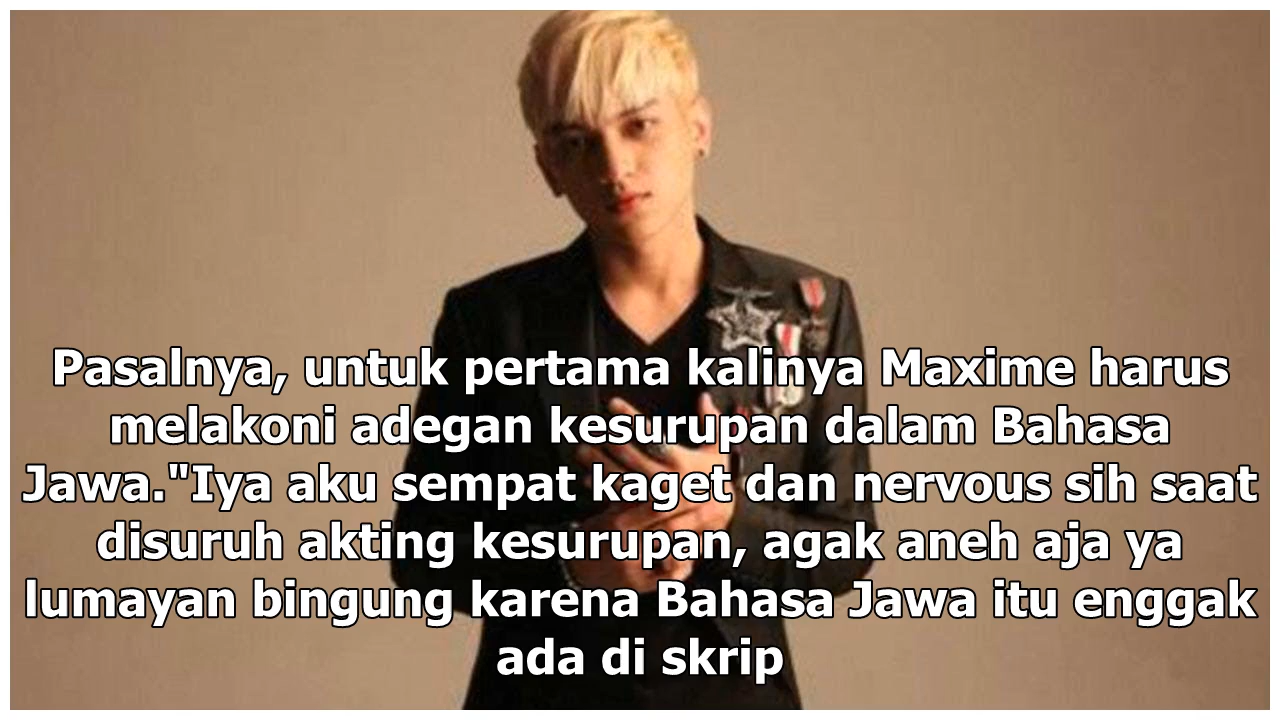 Pasalnya, untuk pertama kalinya Maxime harus
melakoni adegan kesurupan dalam Bahasa
Jawa."Iya aku sempat kaget dan nervous sih saat
disuruh akting kesurupan, agak aneh aja ya
lumayan bingung karena Bahasa Jawa itu enggak
ada di skrip